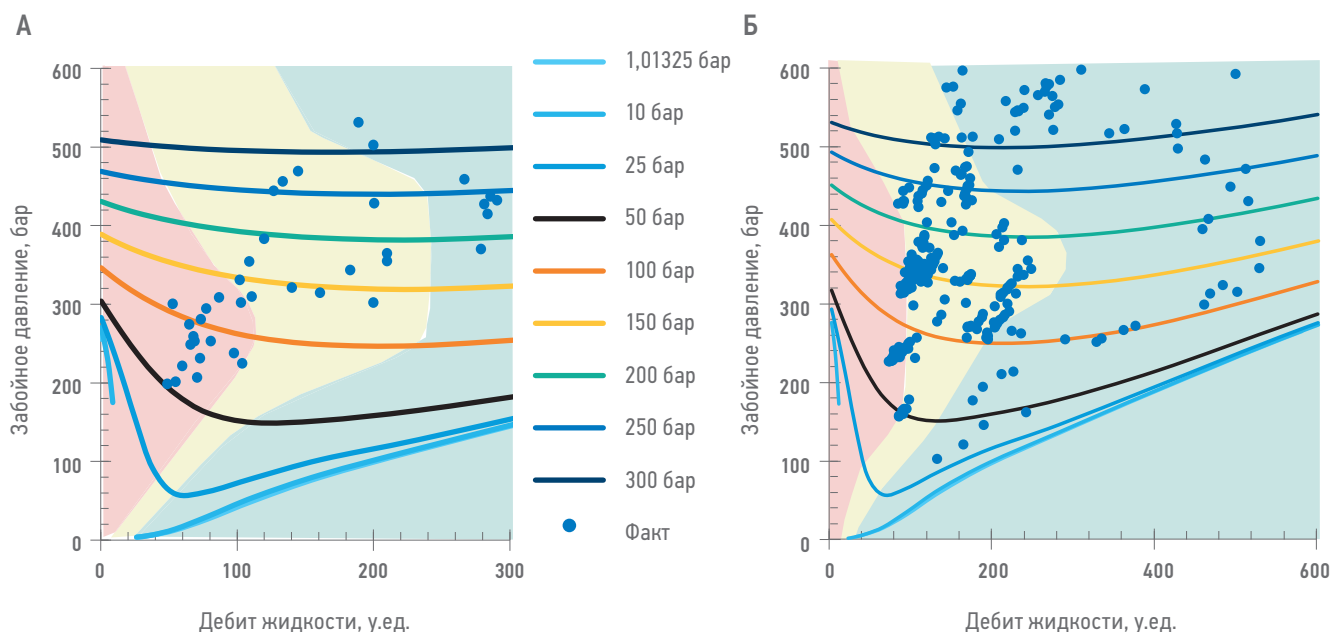 А
Забойное давление, бар
600
500
400
300
200
100
0
0
100
200
300
Дебит жидкости, у.ед.
1,01325 бар
10 бар
25 бар
50 бар
100 бар
150 бар
200 бар
250 бар
300 бар
Факт
Б
Забойное давление, бар
600
500
400
300
200
100
0
0
200
400
600
Дебит жидкости, у.ед.